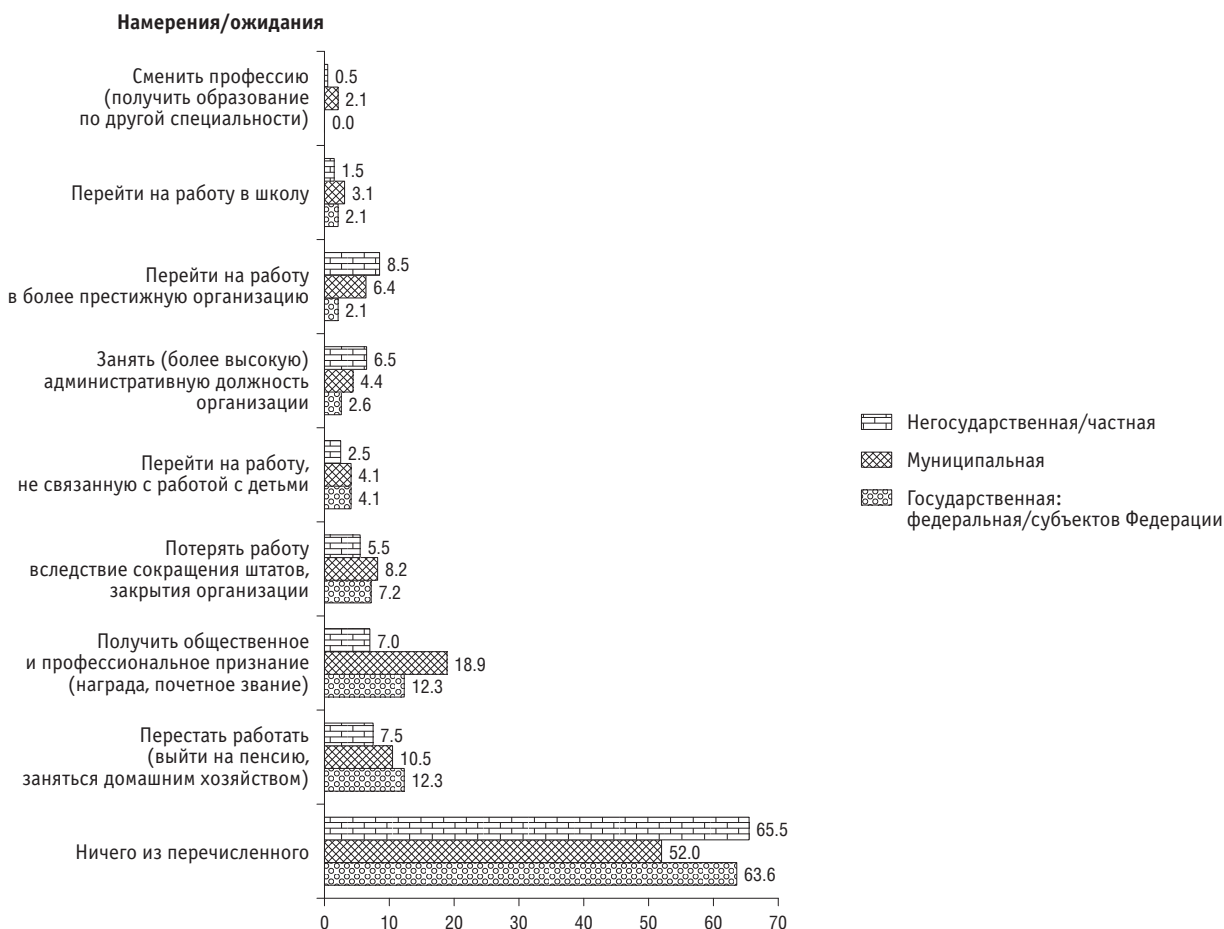 Намерения/ожидания
Сменить профессию
(получить образование
по другой специальности)
0.5
2.1
0.0
Перейти на работу в школу
1.5
3.1
2.1
Перейти на работу
в более престижную организацию
8.5
6.4
2.1
Занять (более высокую)
административную должность
организации
6.5
4.4
2.6
Перейти на работу,
не связанную с работой с детьми
2.5
4.1
4.1
Потерять работу
вследствие сокращения штатов,
закрытия организации
5.5
8.2
7.2
Получить общественное
и профессиональное признание
(награда, почетное звание)
7.0
18.9
12.3
Перестать работать
(выйти на пенсию,
заняться домашним хозяйством)
7.5
10.5
12.3
Ничего из перечисленного
65.5
52.0
63.6
0 10 20 30 40 50 60 70
Негосударственная/частная
Муниципальная
Государственная:
федеральная/субъектов Федерации